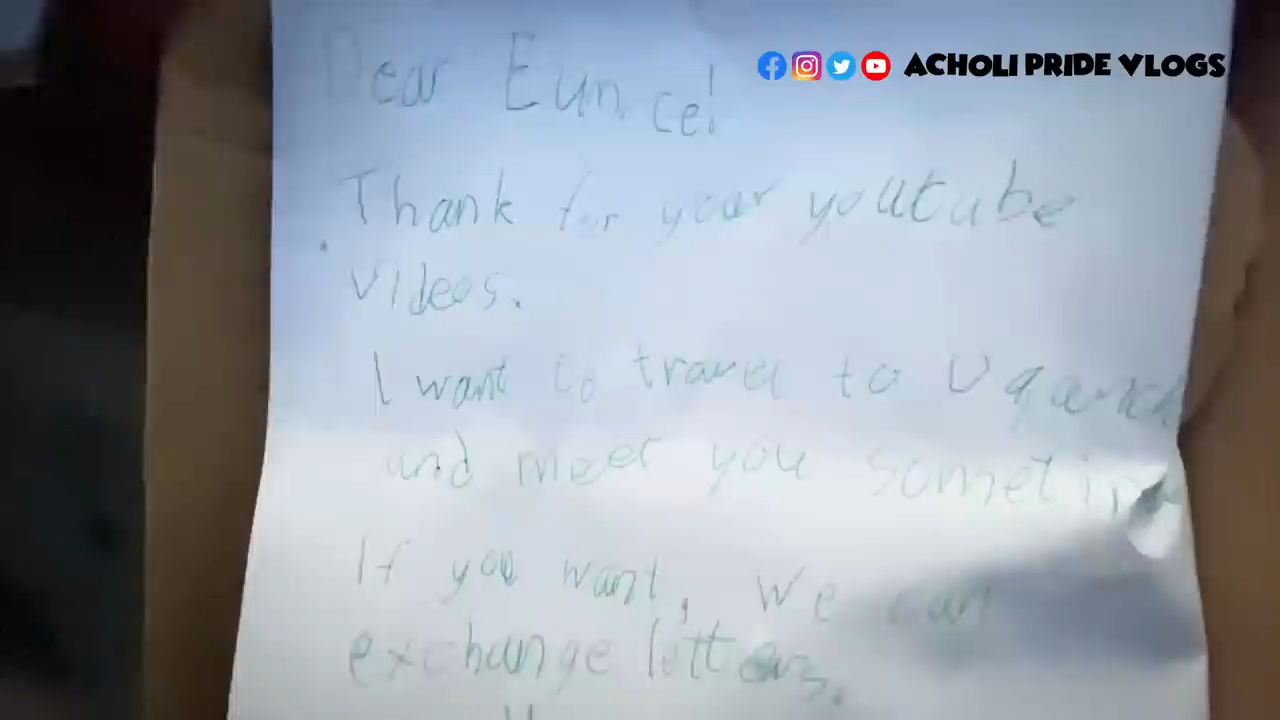 ACHOLI PRIDE VLOGS
Dear Eunice!
Thank for your youtube
videos.
I want to travel to Uganda
and meet you sometime
If you want, we can
exchange letters.